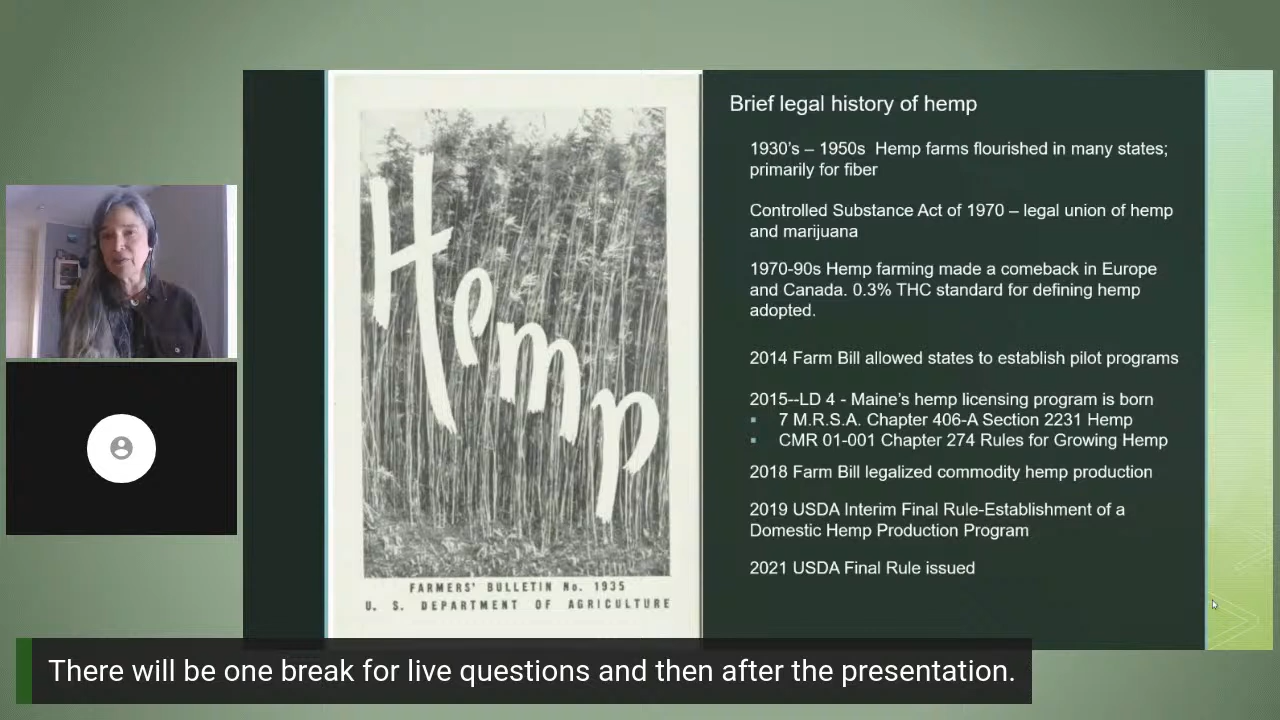 Hemp
FARMERS' BULLETIN No. 1935
U. S. DEPARTMENT OF AGRICULTURE
Brief legal history of hemp
1930's – 1950s Hemp farms flourished in many states;
primarily for fiber
Controlled Substance Act of 1970 – legal union of hemp
and marijuana
1970-90s Hemp farming made a comeback in Europe
and Canada. 0.3% THC standard for defining hemp
adopted.
2014 Farm Bill allowed states to establish pilot programs
2015--LD 4 - Maine's hemp licensing program is born
▪ 7 M.R.S.A. Chapter 406-A Section 2231 Hemp
▪ CMR 01-001 Chapter 274 Rules for Growing Hemp
2018 Farm Bill legalized commodity hemp production
2019 USDA Interim Final Rule-Establishment of a
Domestic Hemp Production Program
2021 USDA Final Rule issued
There will be one break for live questions and then after the presentation.